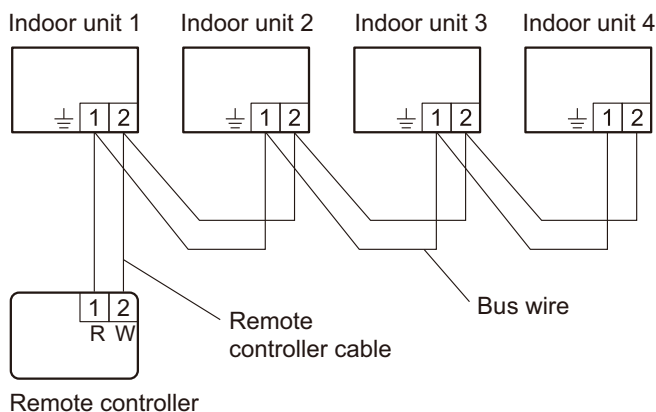 Indoor unit 1 Indoor unit 2 Indoor unit 3 Indoor unit 4
1 2 1 2 1 2 1 2
1 2
R W
Remote
controller cable
Bus wire
Remote controller